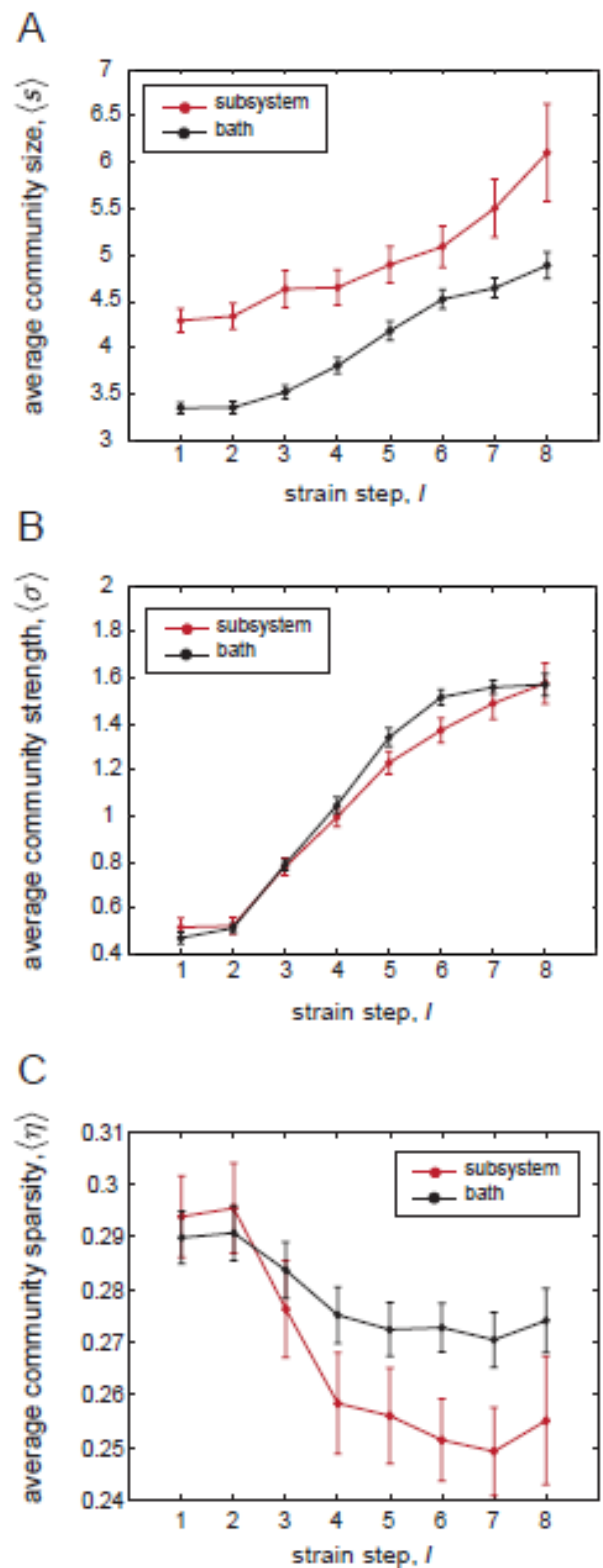 A
average community size, ⟨s⟩
7
6.5
6
5.5
5
4.5
4
3.5
3
subsystem
bath
1 2 3 4 5 6 7 8
strain step, l
B
average community strength, ⟨σ⟩
2
1.8
1.6
1.4
1.2
1
0.8
0.6
0.4
subsystem
bath
1 2 3 4 5 6 7 8
strain step, l
C
average community sparsity, ⟨η⟩
0.31
0.3
0.29
0.28
0.27
0.26
0.25
0.24
subsystem
bath
1 2 3 4 5 6 7 8
strain step, l